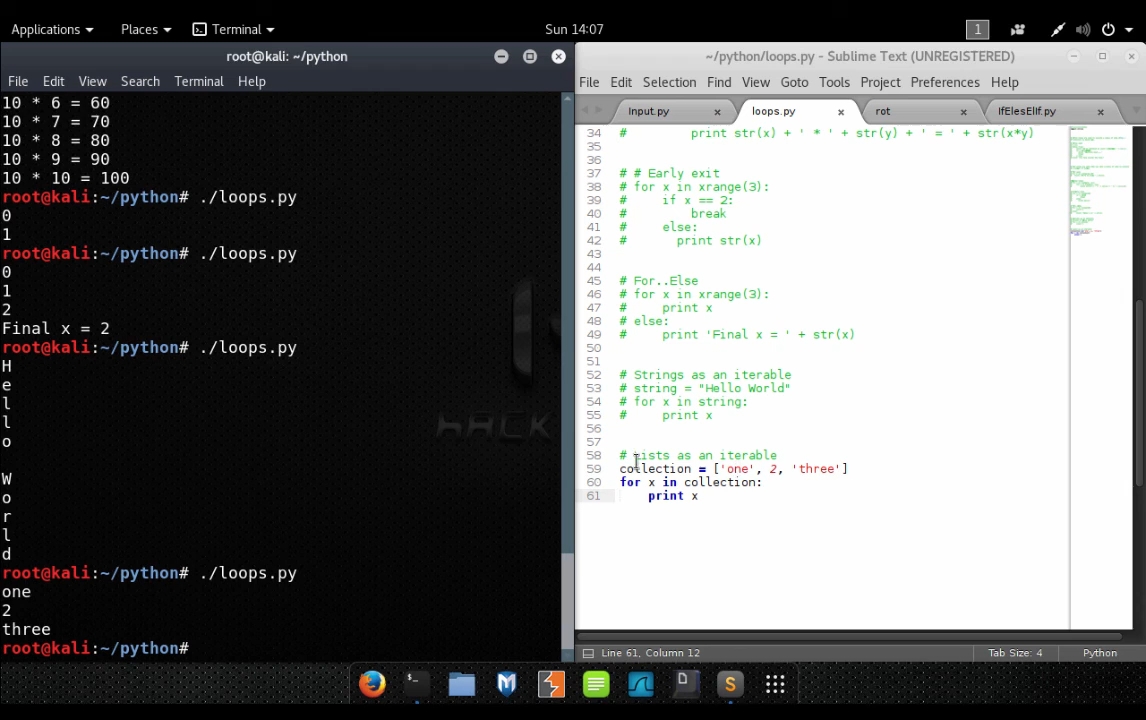 Applications Places Terminal Sun 14:07 1
root@kali: ~/python
File Edit View Search Terminal Help
10 * 6 = 60
10 * 7 = 70
10 * 8 = 80
10 * 9 = 90
10 * 10 = 100
root@kali:~/python# ./loops.py
0
1
root@kali:~/python# ./loops.py
0
1
2
Final x = 2
root@kali:~/python# ./loops.py
H
e
l
l
o
W
o
r
l
d
root@kali:~/python# ./loops.py
one
2
three
root@kali:~/python#
HACK
~/python/loops.py - Sublime Text (UNREGISTERED)
File Edit Selection Find View Goto Tools Project Preferences Help
Input.py loops.py rot IfElesElIf.py
34 # print str(x) + ' * ' + str(y) + ' = ' + str(x*y)
35
36
37 # # Early exit
38 # for x in xrange(3):
39 # if x == 2:
40 # break
41 # else:
42 # print str(x)
43
44
45 # For..Else
46 # for x in xrange(3):
47 # print x
48 # else:
49 # print 'Final x = ' + str(x)
50
51
52 # Strings as an iterable
53 # string = "Hello World"
54 # for x in string:
55 # print x
56
57
58 # Lists as an iterable
59 collection = ['one', 2, 'three']
60 for x in collection:
61 print x
Line 61, Column 12 Tab Size: 4 Python